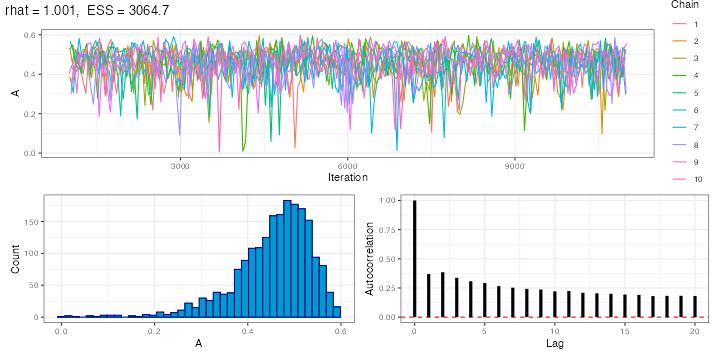 rhat = 1.001, ESS = 3064.7
Chain
1
2
3
4
5
6
7
8
9
10
0.6
0.4
0.2
0.0
A
3000 6000 9000
Iteration
150
100
50
0
Count
0.0 0.2 0.4 0.6
A
1.00
0.75
0.50
0.25
0.00
Autocorrelation
0 5 10 15 20
Lag